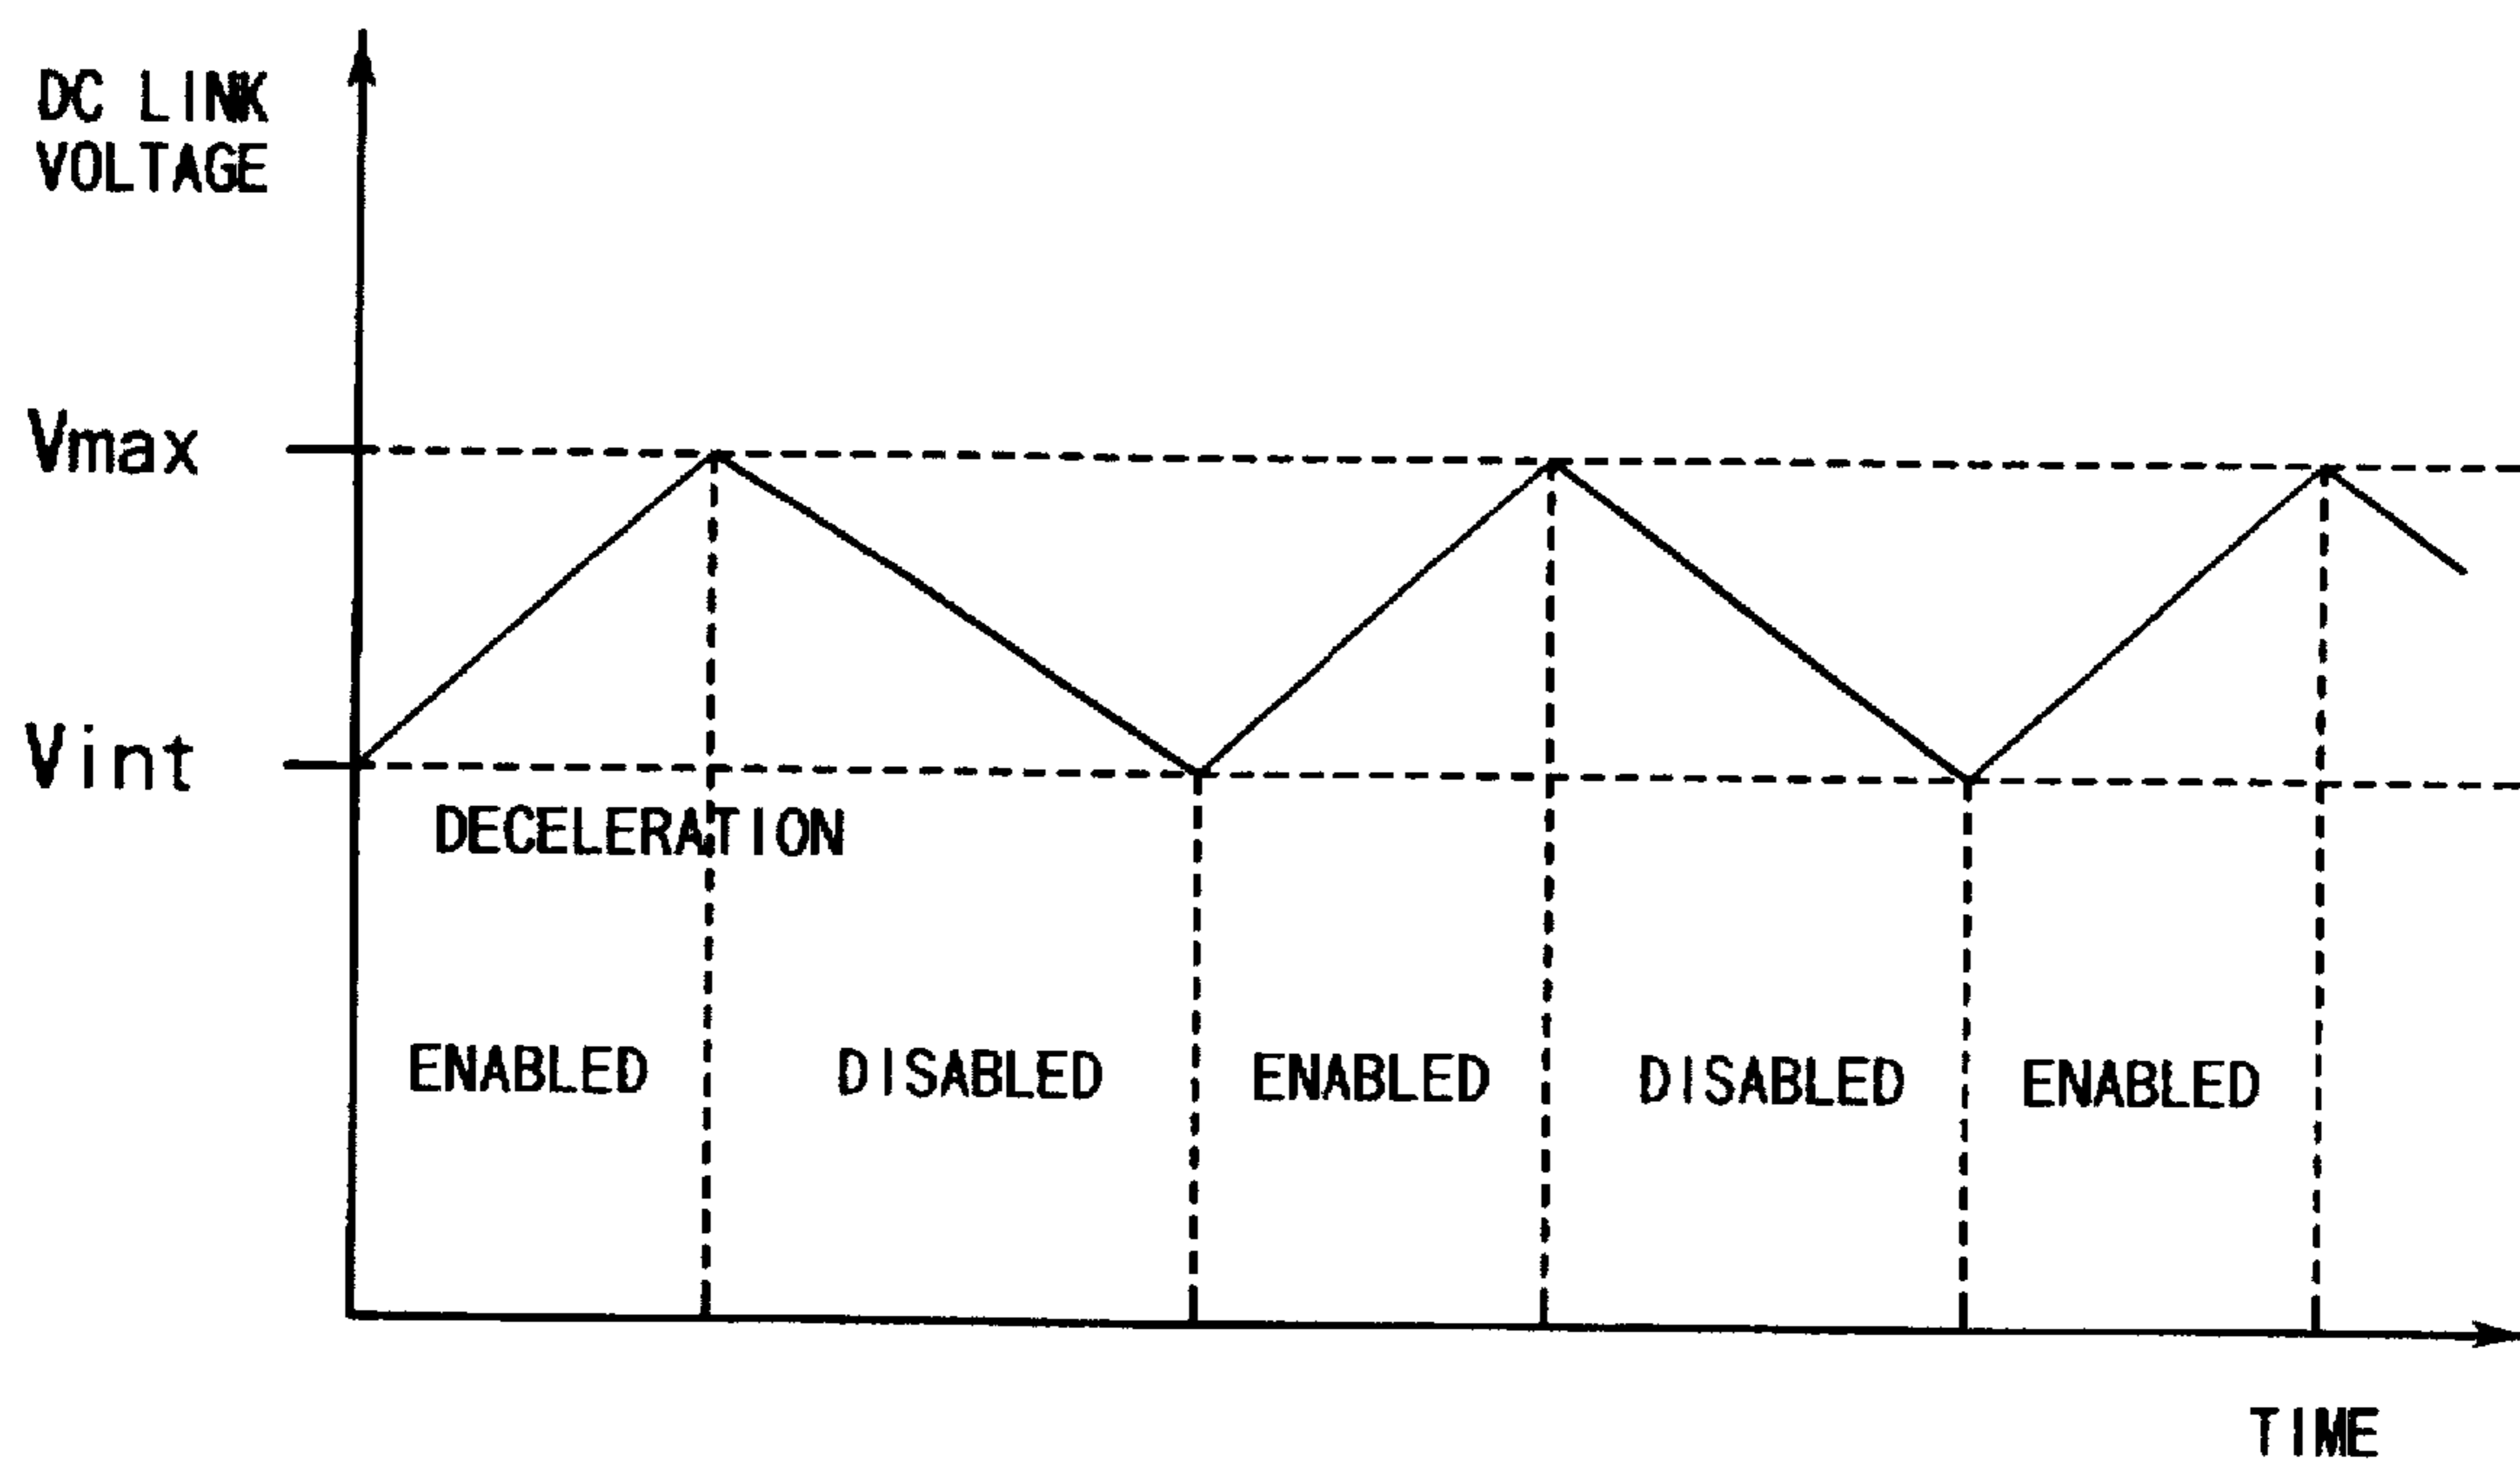 DC LINK
VOLTAGE
Vmax
Vint
DECELERATION
ENABLED DISABLED ENABLED DISABLED ENABLED
TIME